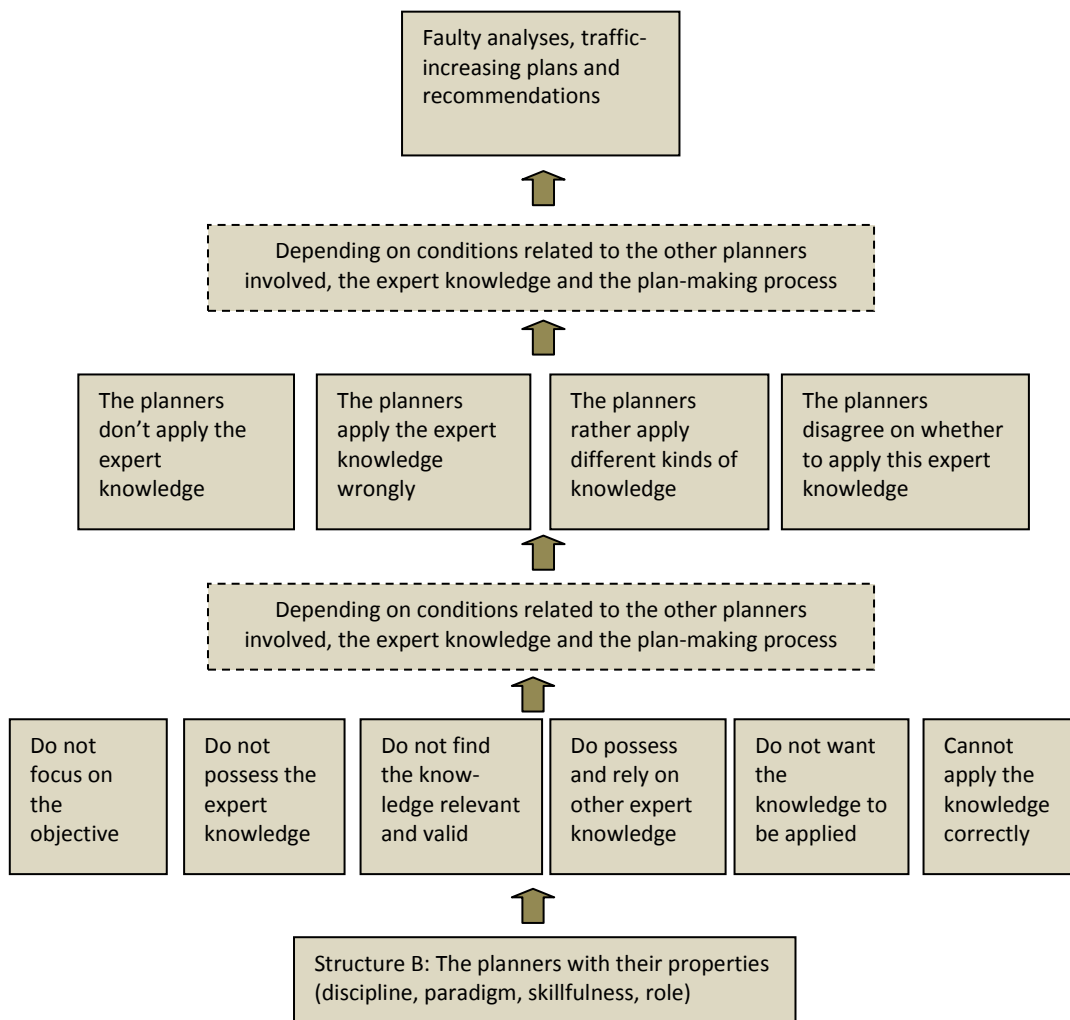 Faulty analyses, traffic-
increasing plans and
recommendations
Depending on conditions related to the other planners
involved, the expert knowledge and the plan-making process
The planners
don't apply the
expert
knowledge
The planners
apply the expert
knowledge
wrongly
The planners
rather apply
different kinds of
knowledge
The planners
disagree on whether
to apply this expert
knowledge
Depending on conditions related to the other planners
involved, the expert knowledge and the plan-making process
Do not
focus on
the
objective
Do not
possess the
expert
knowledge
Do not find
the know-
ledge relevant
and valid
Do possess
and rely on
other expert
knowledge
Do not want
the
knowledge to
be applied
Cannot
apply the
knowledge
correctly
Structure B: The planners with their properties
(discipline, paradigm, skillfulness, role)